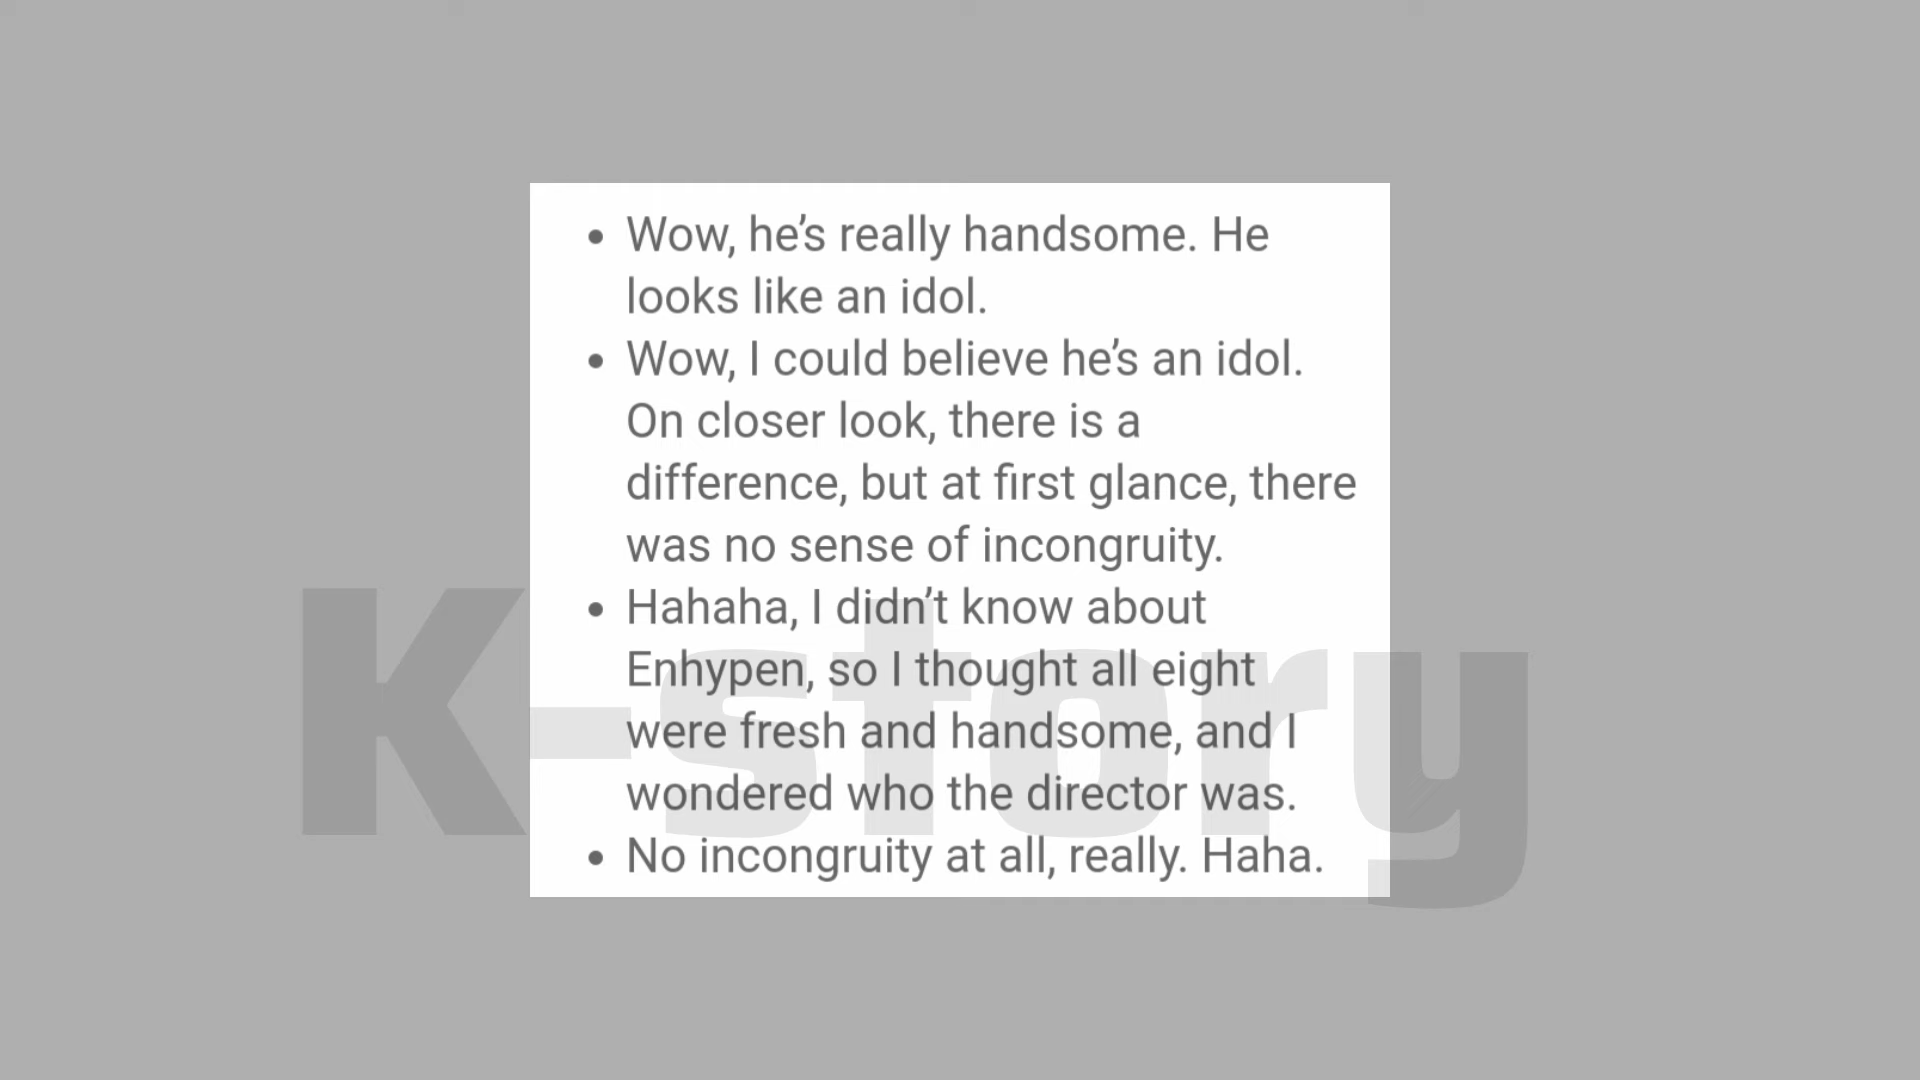 • Wow, he’s really handsome. He
looks like an idol.
• Wow, I could believe he’s an idol.
On closer look, there is a
difference, but at first glance, there
was no sense of incongruity.
• Hahaha, I didn’t know about
Enhypen, so I thought all eight
were fresh and handsome, and I
wondered who the director was.
• No incongruity at all, really. Haha.
K-story